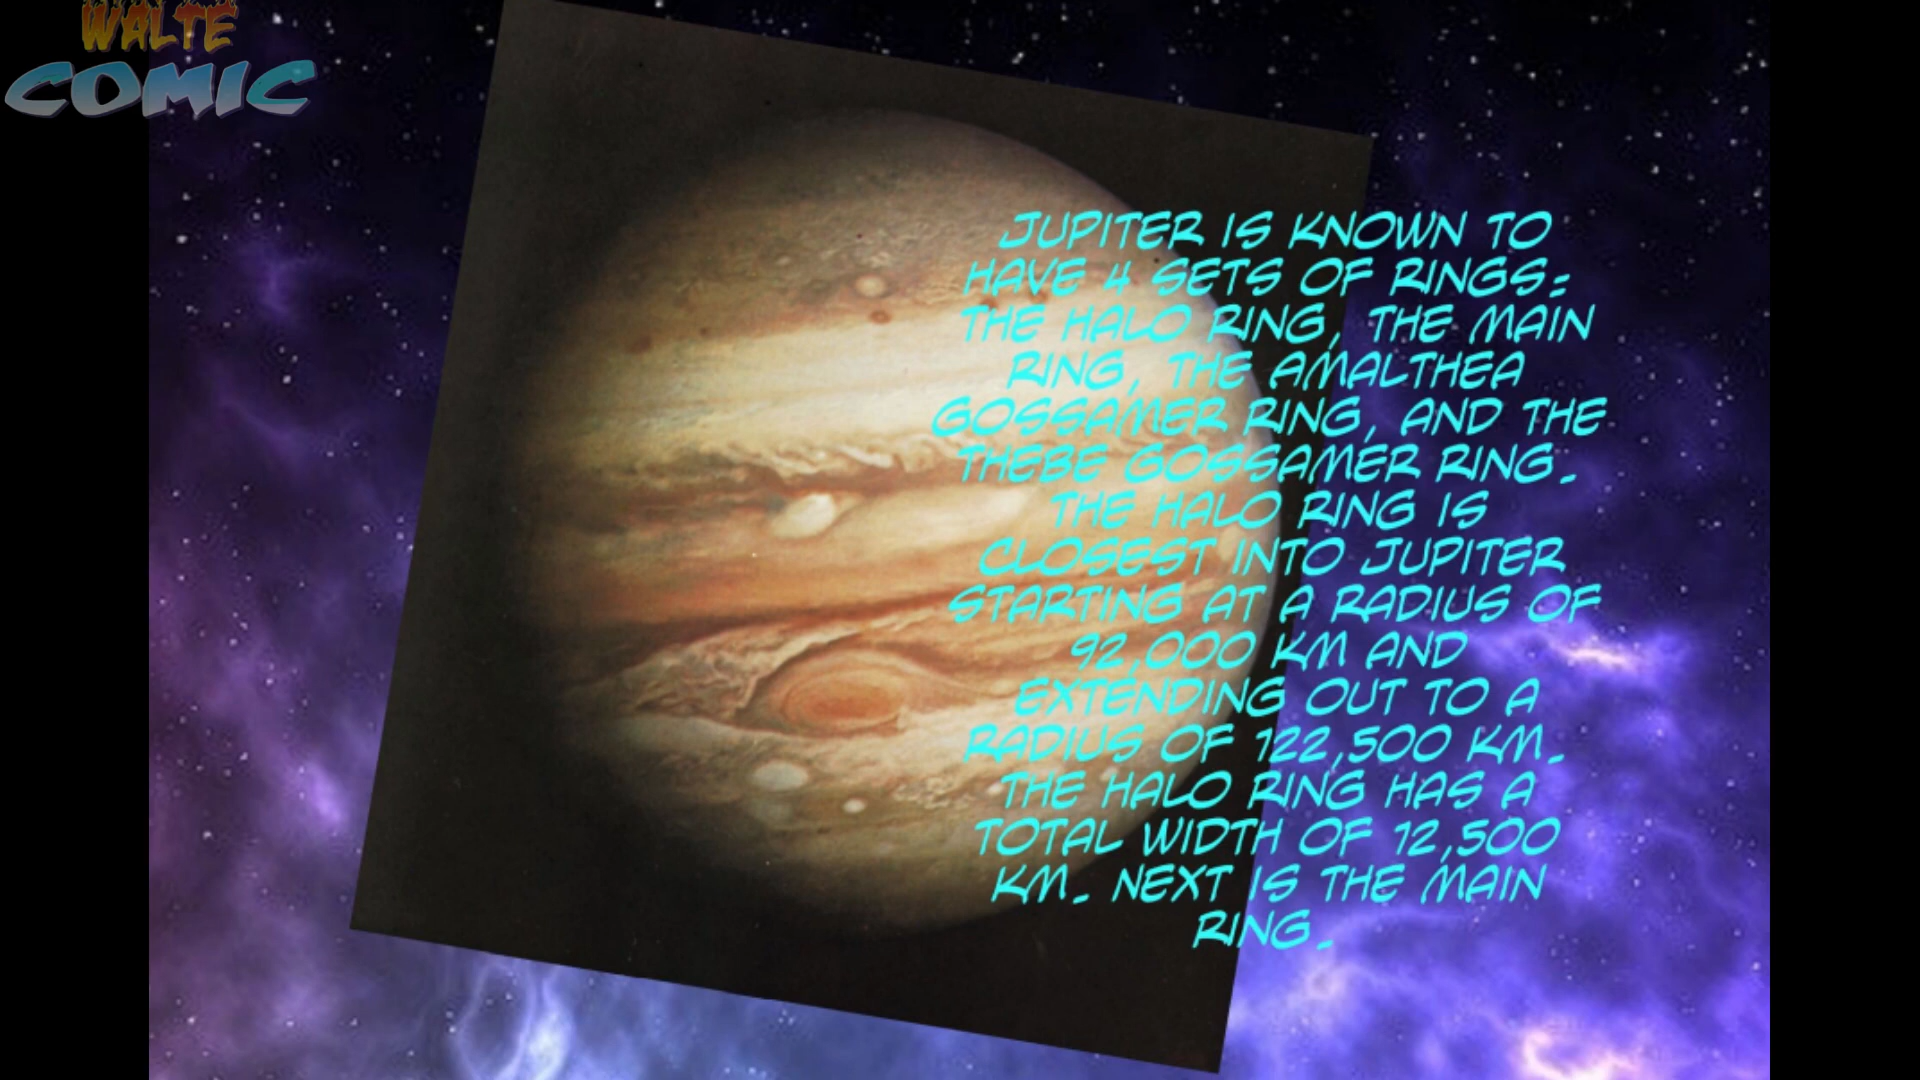 WALTE
COMIC
JUPITER IS KNOWN TO
HAVE 4 SETS OF RINGS:
THE HALO RING, THE MAIN
RING, THE AMALTHEA
GOSSAMER RING, AND THE
THEBE GOSSAMER RING.
THE HALO RING IS
CLOSEST INTO JUPITER
STARTING AT A RADIUS OF
92,000 KM AND
EXTENDING OUT TO A
RADIUS OF 122,500 KM.
THE HALO RING HAS A
TOTAL WIDTH OF 12,500
KM. NEXT IS THE MAIN
RING.